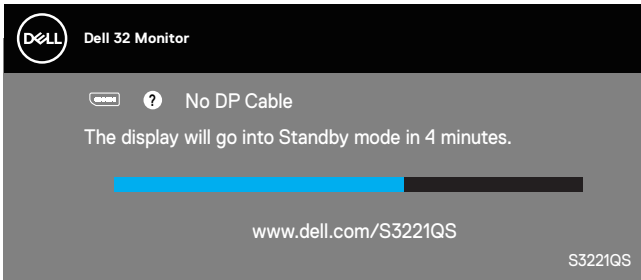 DELL
Dell 32 Monitor
? No DP Cable
The display will go into Standby mode in 4 minutes.
www.dell.com/S3221QS
S3221QS